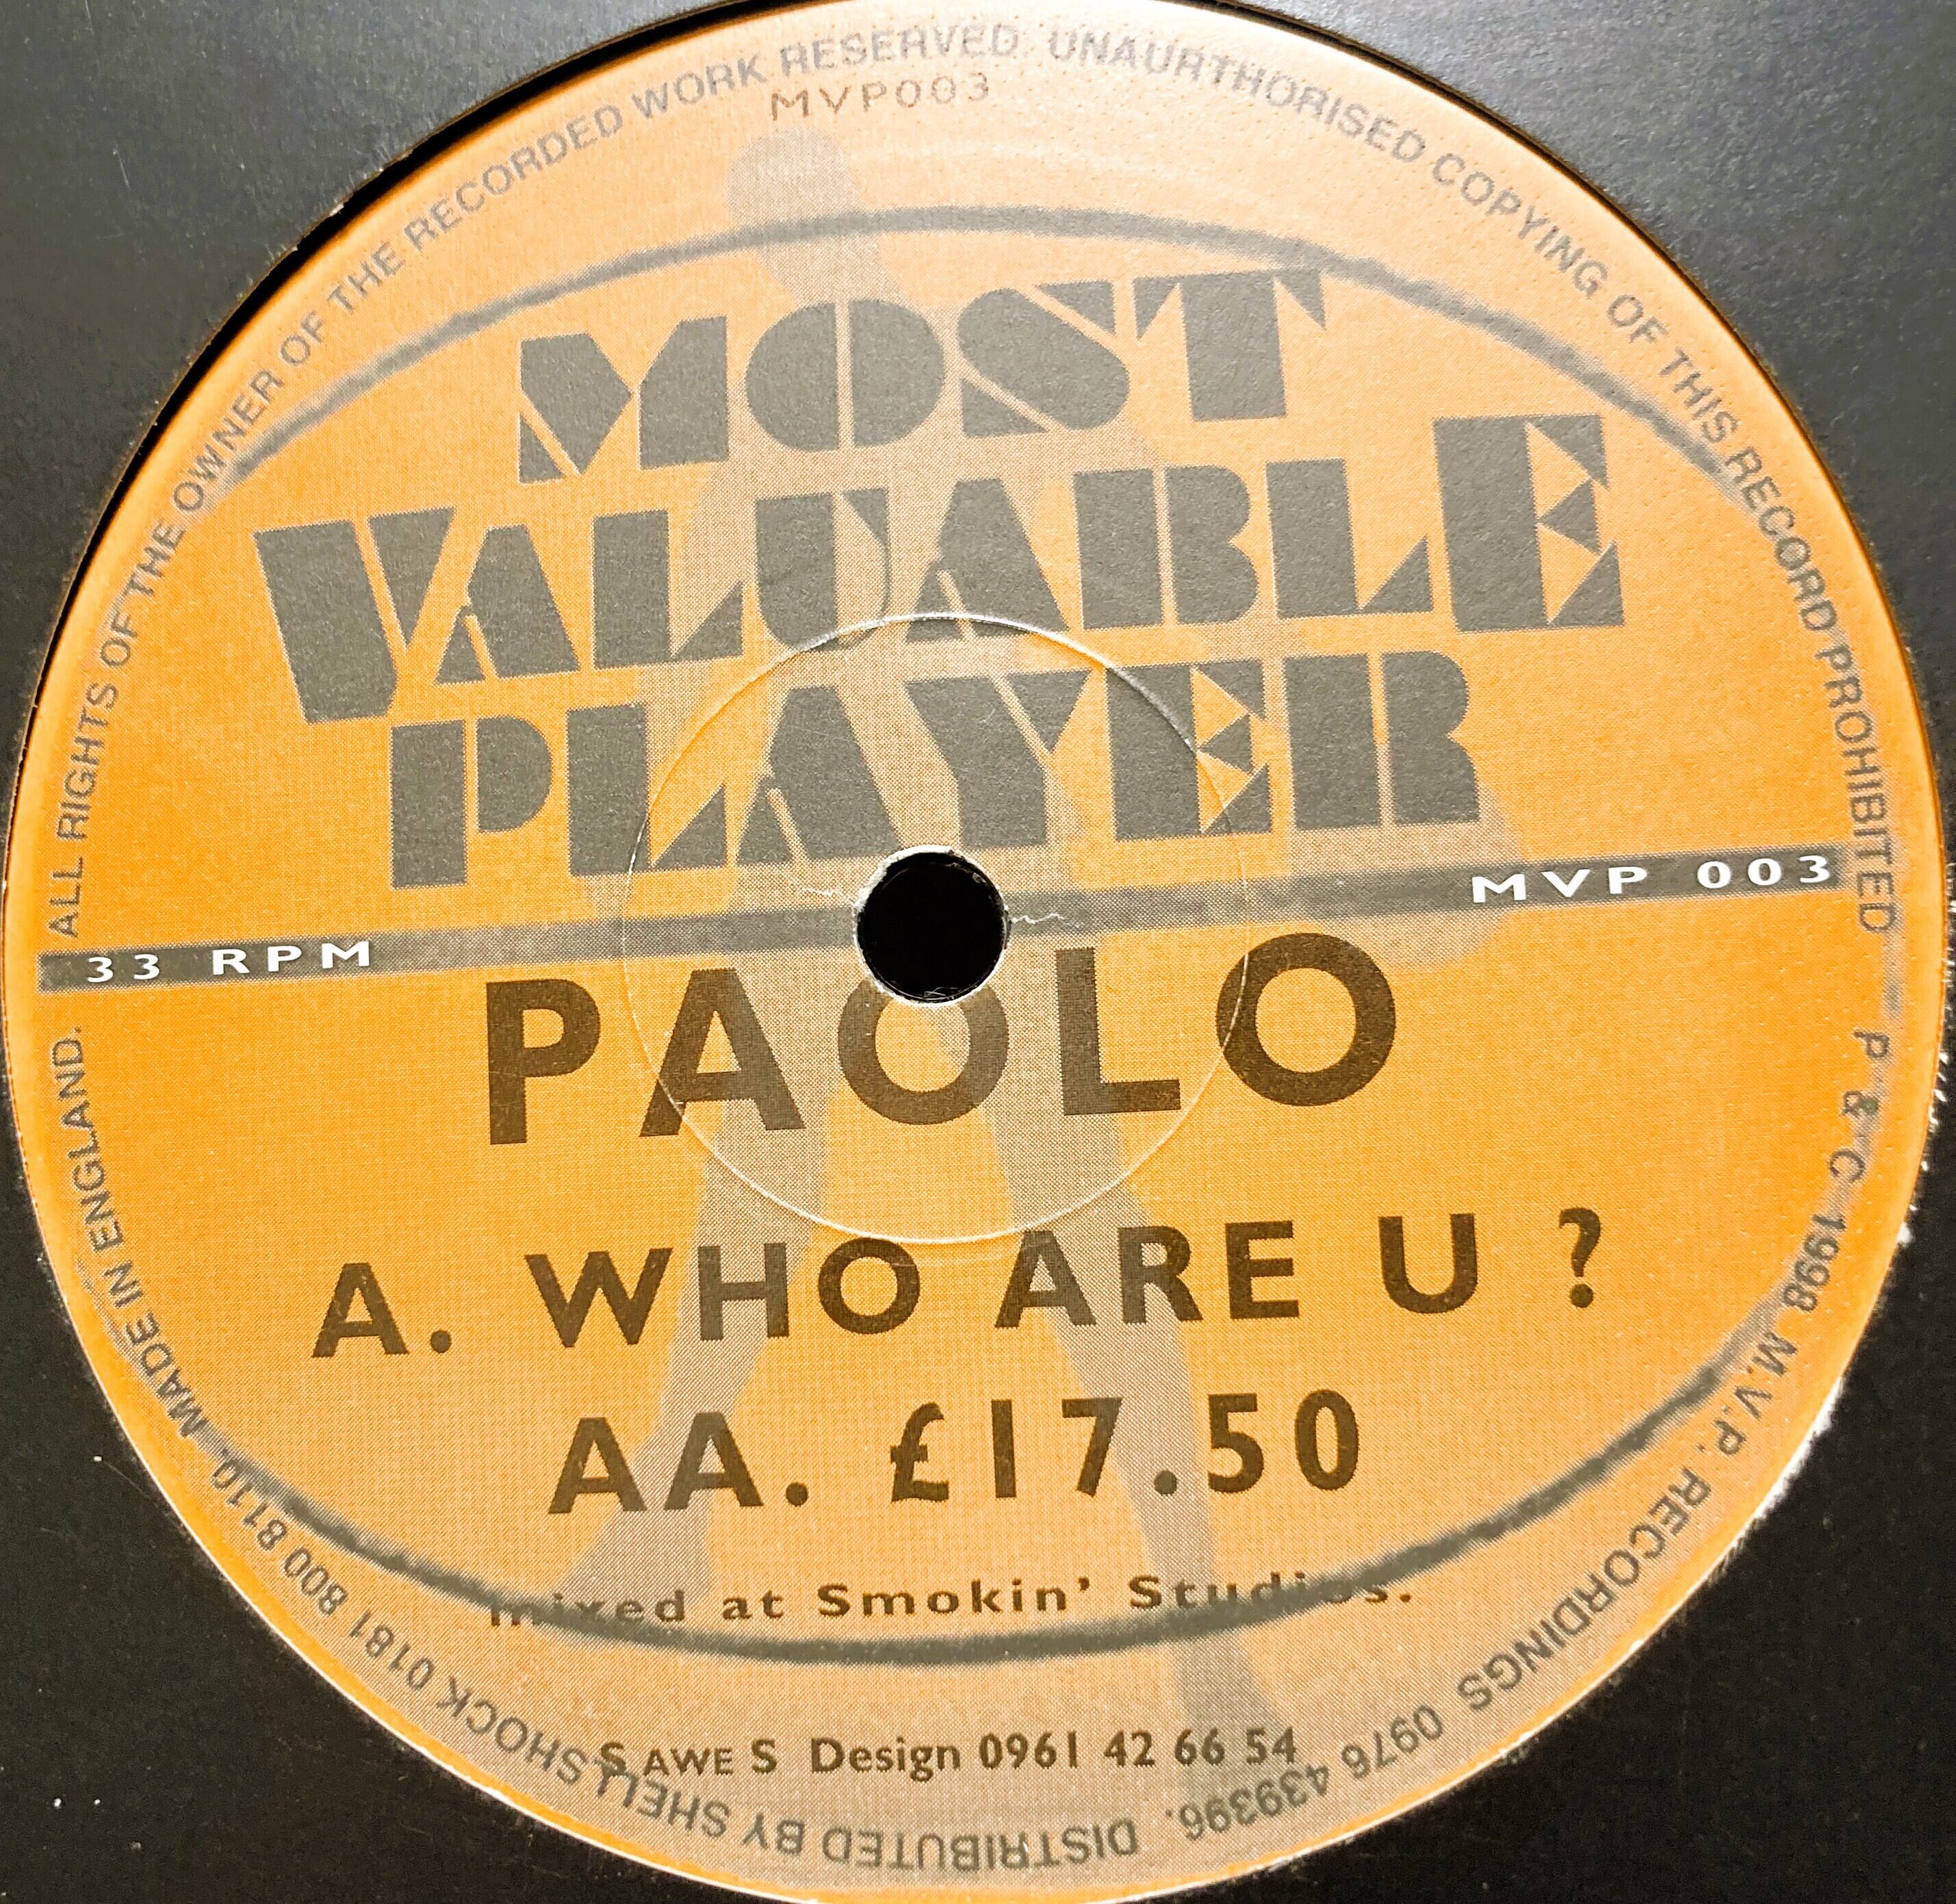 ALL RIGHTS OF THE OWNER OF THE RECORDED WORK RESERVED. UNAURTHORISED COPYING OF THIS RECORD PROHIBITED
MVP003
MOST
VALUABLE
PLAYER
33 RPM
MVP 003
PAOLO
A. WHO ARE U ?
AA. £17.50
mixed at Smokin' Studios.
S AWE S Design 0961 42 66 54
P & C 1998 M.V.P. RECORDINGS 0976 439396. DISTRIBUTED BY SHELLSHOCK 0181 800 8110. MADE IN ENGLAND.